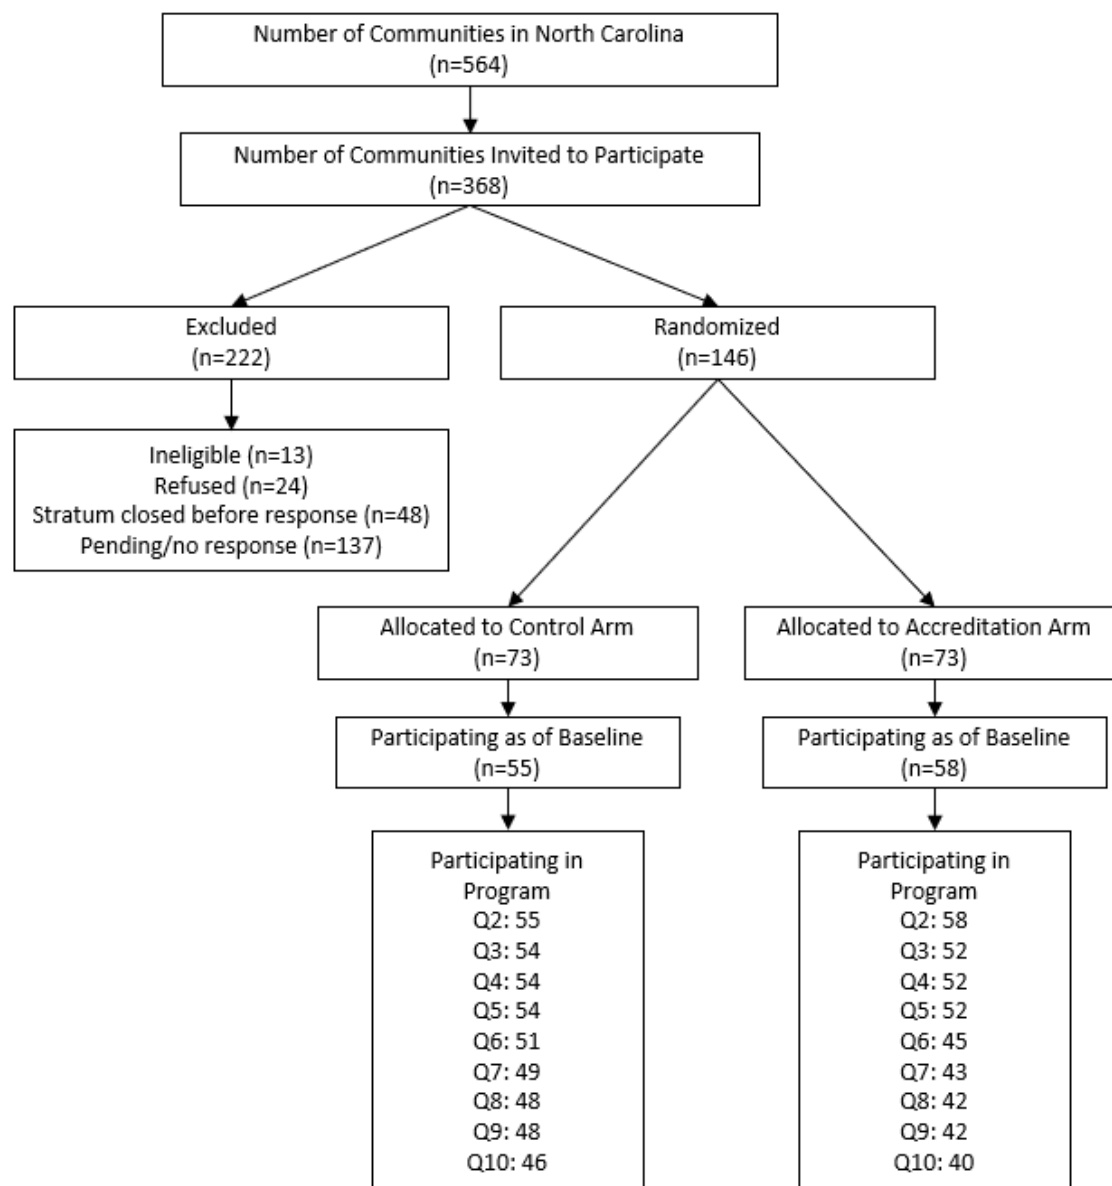 Number of Communities in North Carolina
(n=564)
Number of Communities Invited to Participate
(n=368)
Excluded
(n=222)
Randomized
(n=146)
Ineligible (n=13)
Refused (n=24)
Stratum closed before response (n=48)
Pending/no response (n=137)
Allocated to Control Arm
(n=73)
Allocated to Accreditation Arm
(n=73)
Participating as of Baseline
(n=55)
Participating as of Baseline
(n=58)
Participating in
Program
Q2: 55
Q3: 54
Q4: 54
Q5: 54
Q6: 51
Q7: 49
Q8: 48
Q9: 48
Q10: 46
Participating in
Program
Q2: 58
Q3: 52
Q4: 52
Q5: 52
Q6: 45
Q7: 43
Q8: 42
Q9: 42
Q10: 40